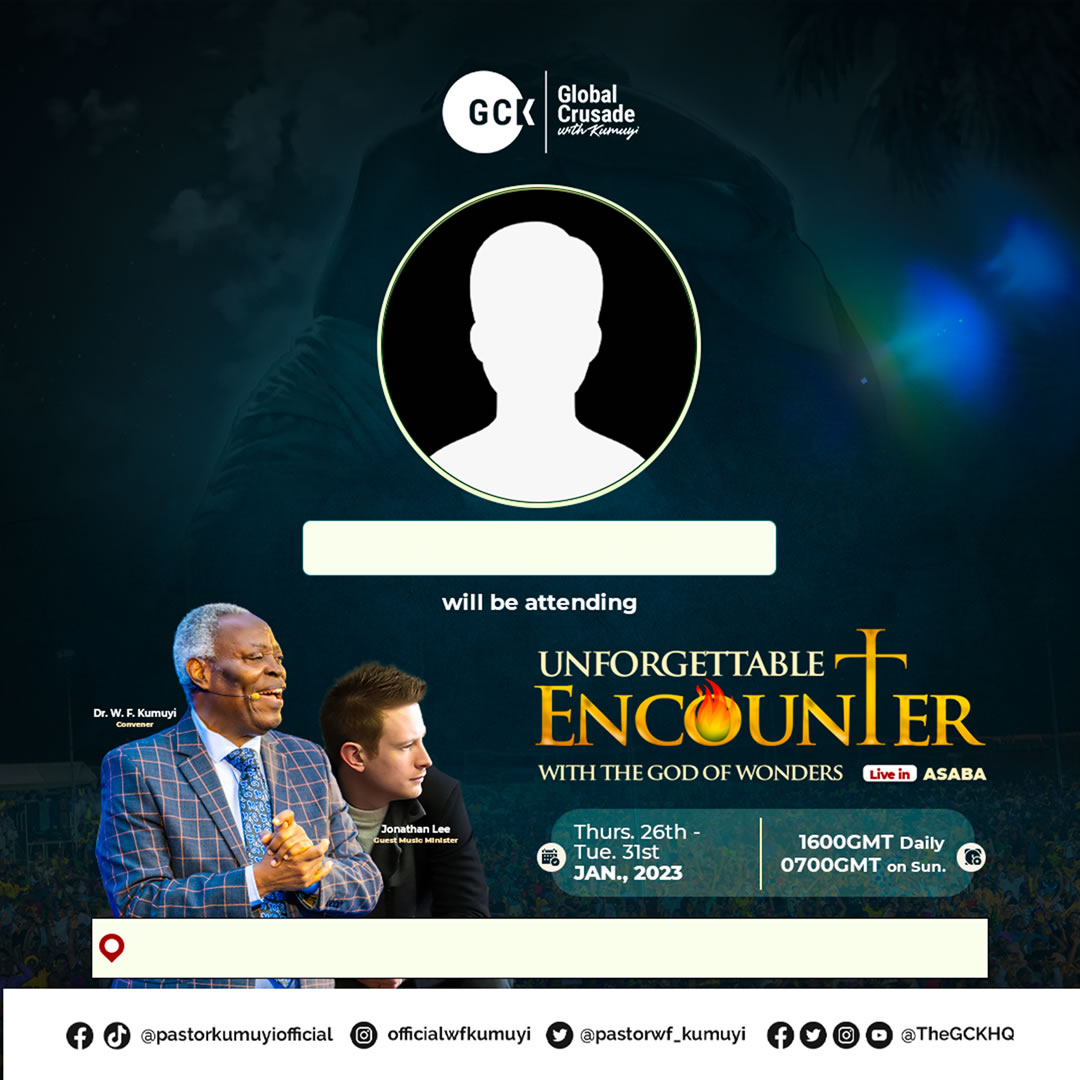 GCK
Global
Crusade
with Kumuyi
will be attending
Dr. W. F. Kumuyi
Convener
Jonathan Lee
Guest Music Minister
UNFORGETTABLE
ENCOUNTER
WITH THE GOD OF WONDERS Live in ASABA
Thurs. 26th -
Tue. 31st
JAN., 2023
1600GMT Daily
0700GMT on Sun.
@pastorkumuyiofficial officialwfkumuyi @pastorwf_kumuyi @TheGCKHQ